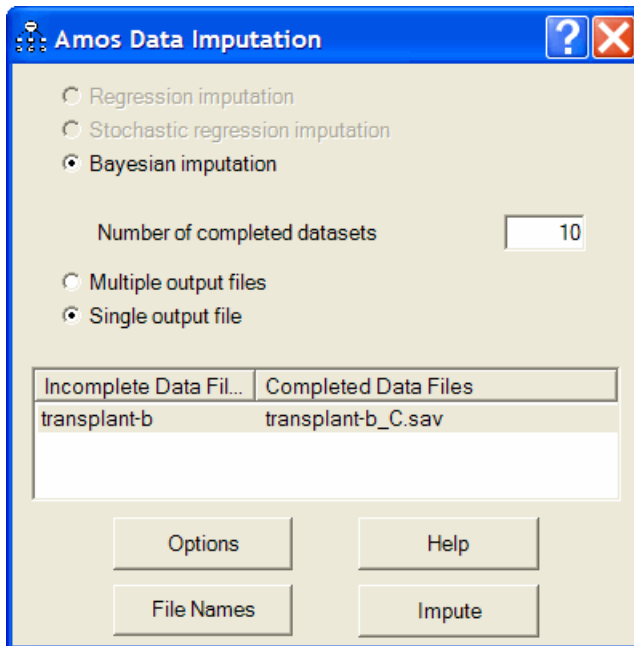 Amos Data Imputation
Regression imputation
Stochastic regression imputation
Bayesian imputation
Number of completed datasets 10
Multiple output files
Single output file
Incomplete Data Fil... Completed Data Files
transplant-b transplant-b_C.sav
Options Help
File Names Impute